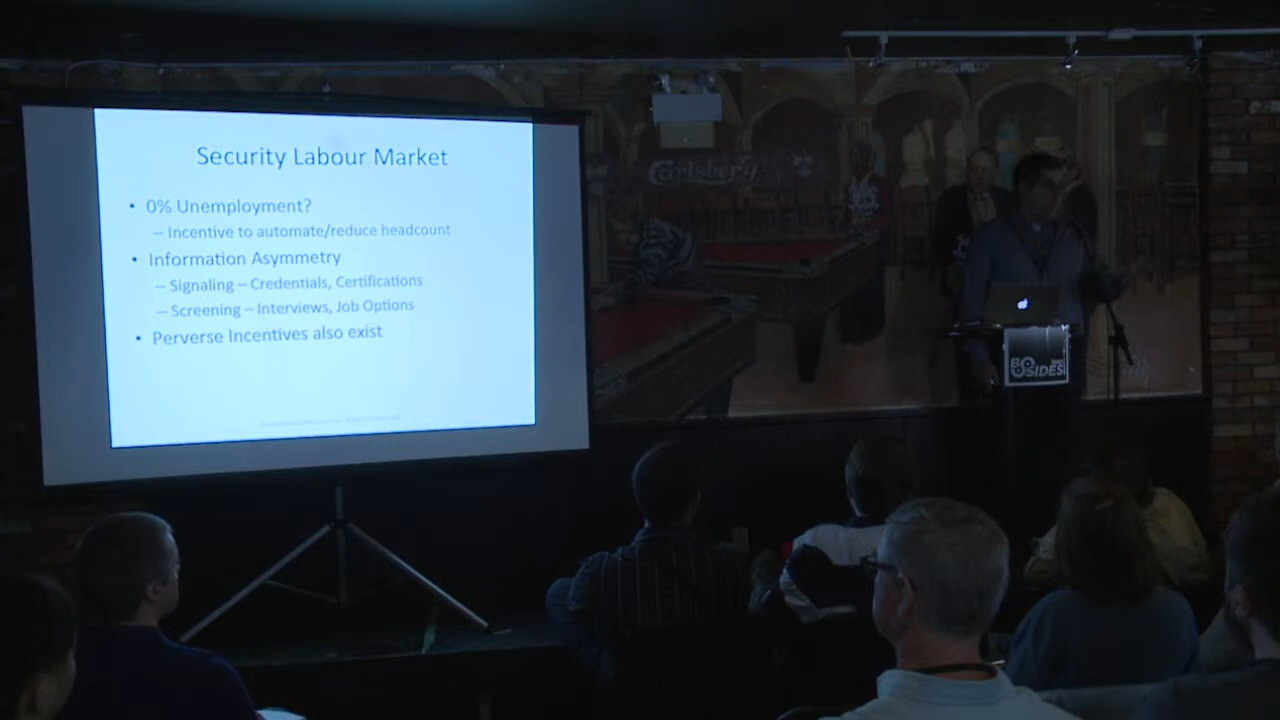 Security Labour Market
• 0% Unemployment?
– Incentive to automate/reduce headcount
• Information Asymmetry
– Signaling – Credentials, Certifications
– Screening – Interviews, Job Options
• Perverse Incentives also exist
Carlsberg
BSIDES